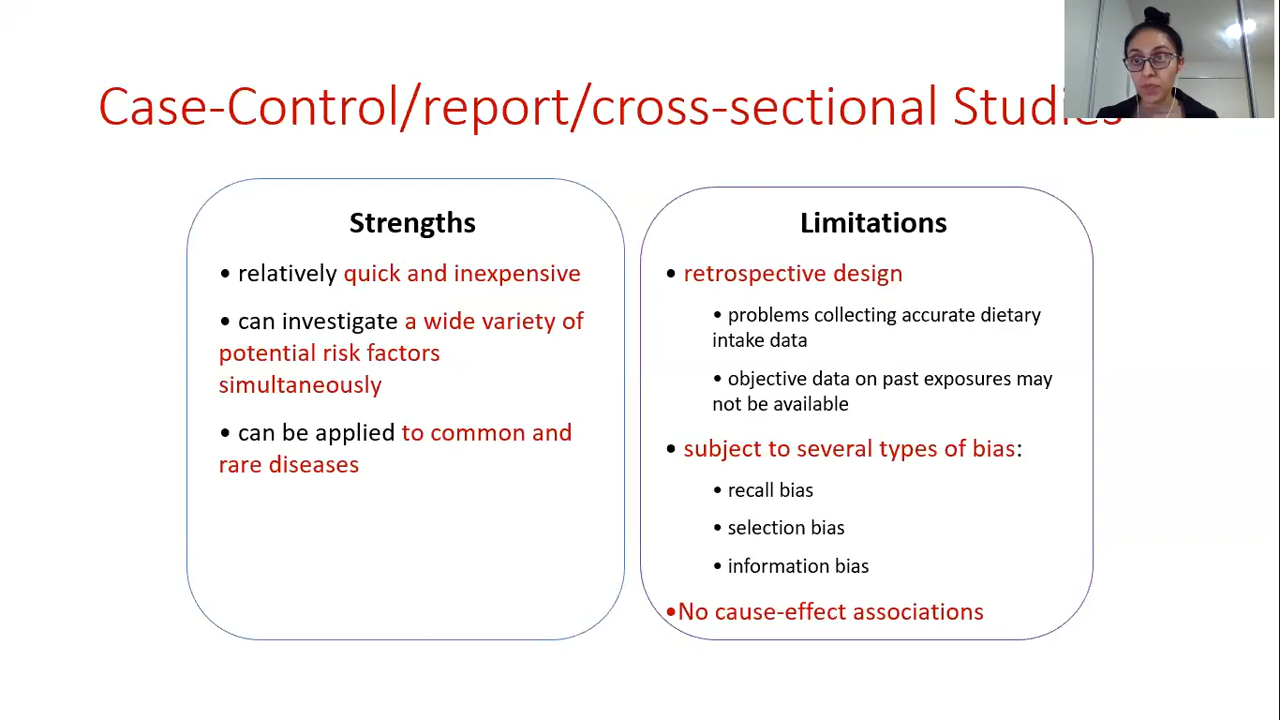 Case-Control/report/cross-sectional Studies
Strengths
• relatively quick and inexpensive
• can investigate a wide variety of
potential risk factors
simultaneously
• can be applied to common and
rare diseases
Limitations
• retrospective design
• problems collecting accurate dietary
intake data
• objective data on past exposures may
not be available
• subject to several types of bias:
• recall bias
• selection bias
• information bias
•No cause-effect associations